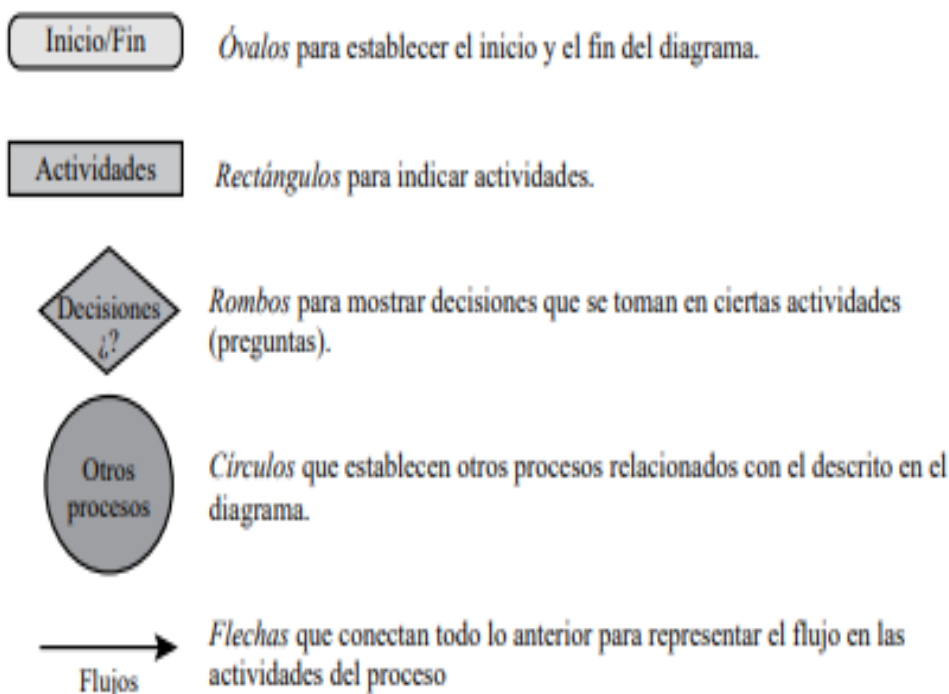 Inicio/Fin
Óvalos para establecer el inicio y el fin del diagrama.
Actividades
Rectángulos para indicar actividades.
Decisiones
¿?
Rombos para mostrar decisiones que se toman en ciertas actividades
(preguntas).
Otros
procesos
Círculos que establecen otros procesos relacionados con el descrito en el
diagrama.
Flujos
Flechas que conectan todo lo anterior para representar el flujo en las
actividades del proceso